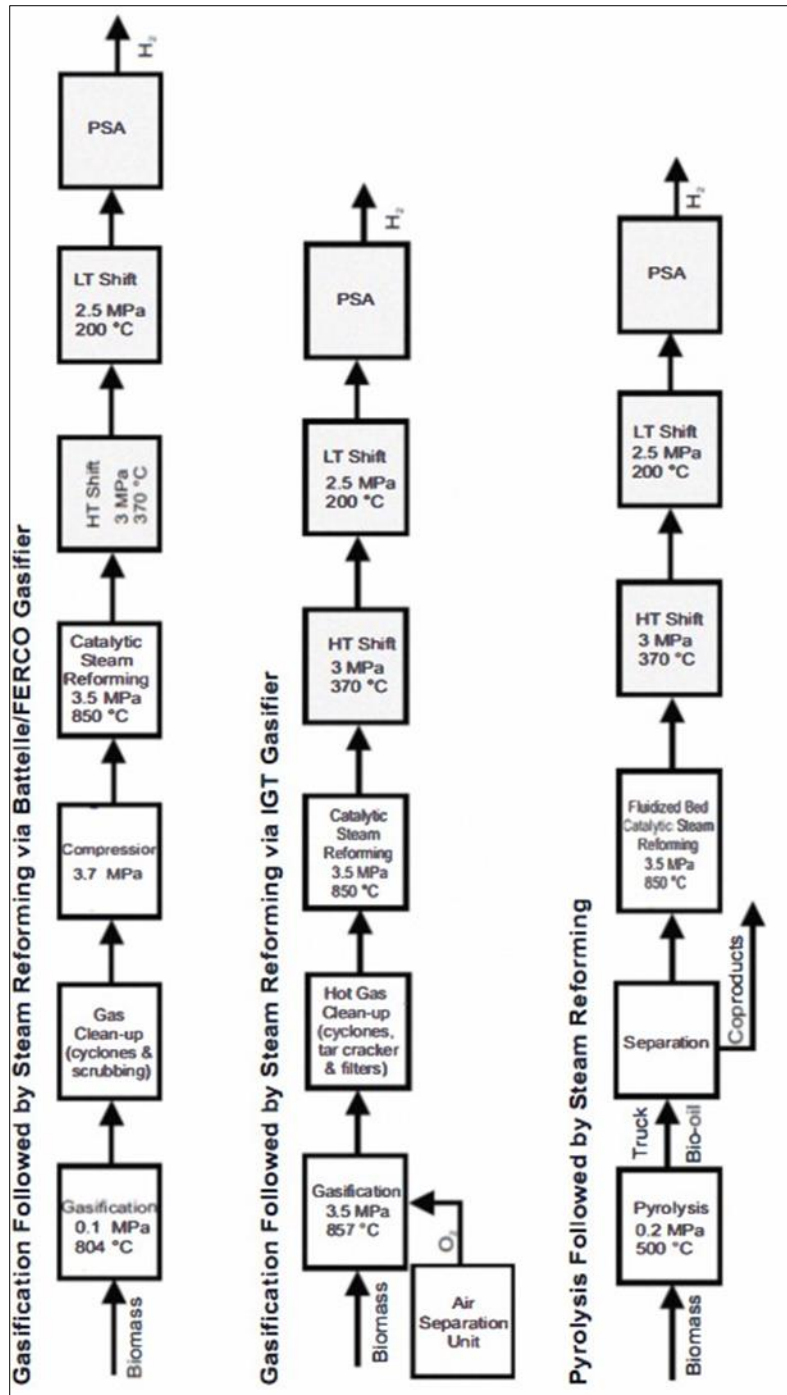 Gasification Followed by Steam Reforming via Battelle/FERCO Gasifier
Biomass
Gasification
0.1 MPa
804 °C
Gas
Clean-up
(cyclones &
scrubbing)
Compression
3.7 MPa
Catalytic
Steam
Reforming
3.5 MPa
850 °C
HT Shift
3 MPa
370 °C
LT Shift
2.5 MPa
200 °C
PSA
H₂
Gasification Followed by Steam Reforming via IGT Gasifier
Biomass
Air
Separation
Unit
O₂
Gasification
3.5 MPa
857 °C
Hot Gas
Clean-up
(cyclones,
tar cracker
& filters)
Catalytic
Steam
Reforming
3.5 MPa
850 °C
HT Shift
3 MPa
370 °C
LT Shift
2.5 MPa
200 °C
PSA
H₂
Pyrolysis Followed by Steam Reforming
Biomass
Pyrolysis
0.2 MPa
500 °C
Truck
Bio-oil
Separation
Coproducts
Fluidized Bed
Catalytic Steam
Reforming
3.5 MPa
850 °C
HT Shift
3 MPa
370 °C
LT Shift
2.5 MPa
200 °C
PSA
H₂